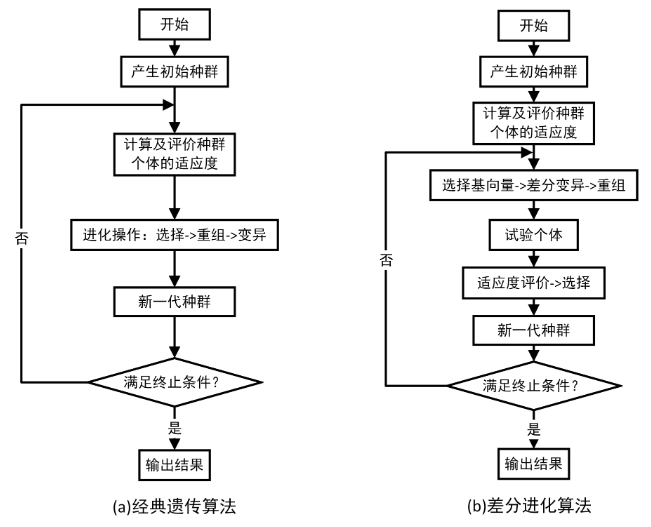 开始
产生初始种群
计算及评价种群
个体的适应度
进化操作：选择->重组->变异
新一代种群
满足终止条件?
否
是
输出结果
(a)经典遗传算法
开始
产生初始种群
计算及评价种群
个体的适应度
选择基向量->差分变异->重组
试验个体
适应度评价->选择
新一代种群
满足终止条件?
否
是
输出结果
(b)差分进化算法